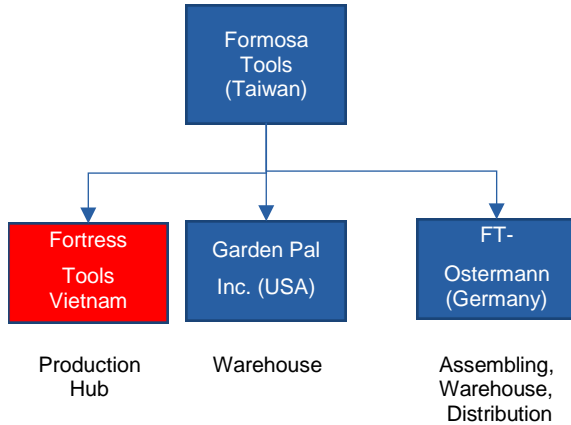 Formosa
Tools
(Taiwan)
Fortress
Tools
Vietnam
Garden Pal
Inc. (USA)
FT-
Ostermann
(Germany)
Production
Hub
Warehouse
Assembling,
Warehouse,
Distribution